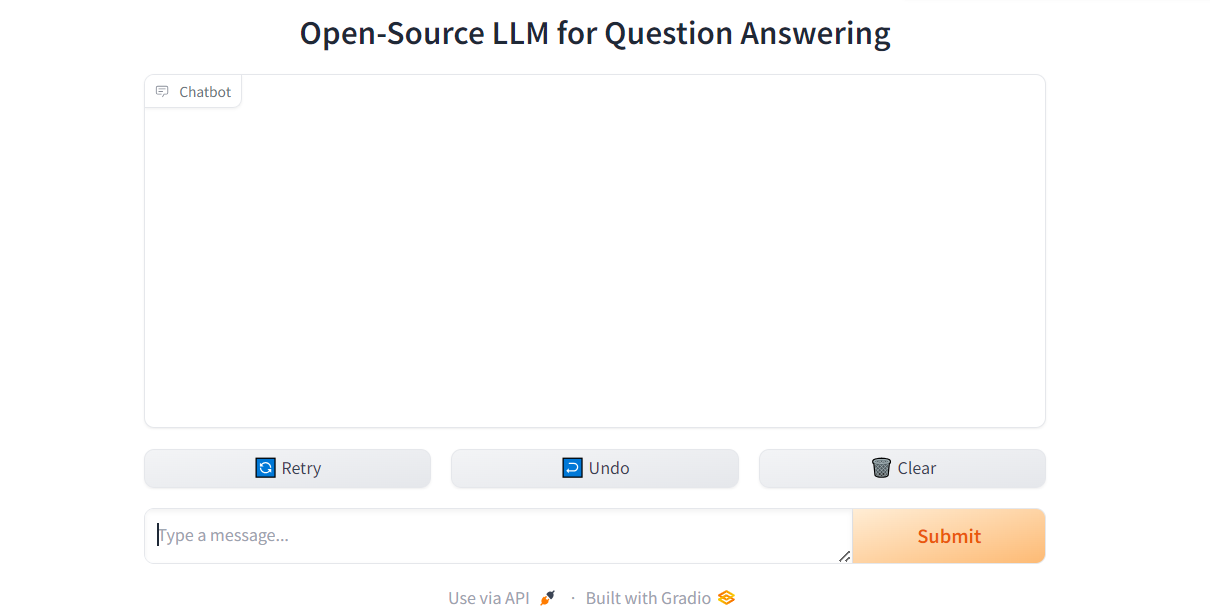 Open-Source LLM for Question Answering
Chatbot
Retry
Undo
Clear
Type a message...
Submit
Use via API · Built with Gradio